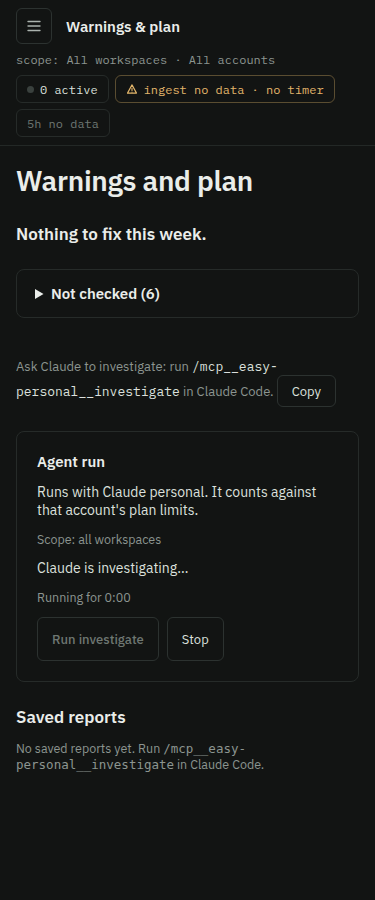 Warnings & plan
scope: All workspaces · All accounts
0 active
ingest no data · no timer
5h no data
Warnings and plan
Nothing to fix this week.
Not checked (6)
Ask Claude to investigate: run /mcp__easy-
personal__investigate in Claude Code. Copy
Agent run
Runs with Claude personal. It counts against
that account's plan limits.
Scope: all workspaces
Claude is investigating…
Running for 0:00
Run investigate
Stop
Saved reports
No saved reports yet. Run /mcp__easy-
personal__investigate in Claude Code.